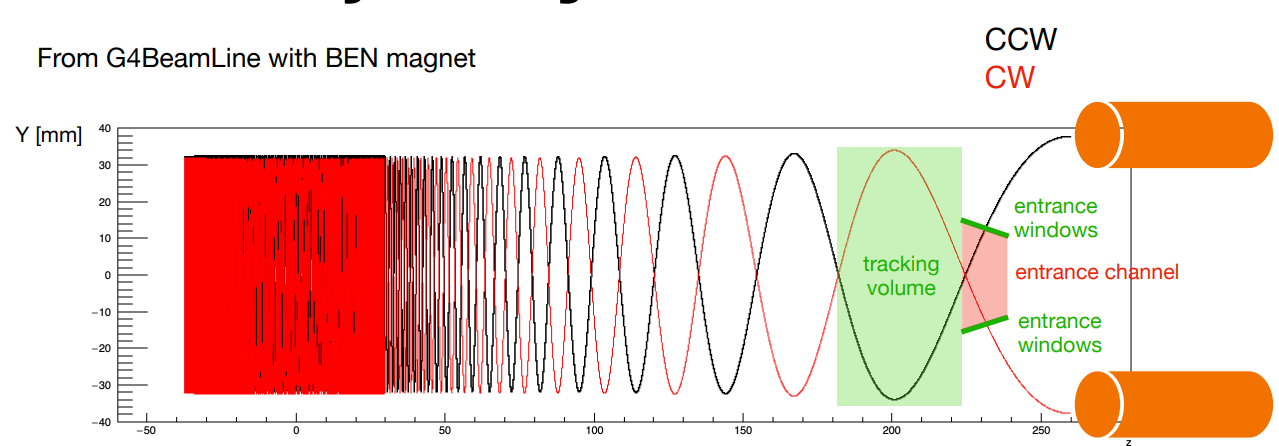 CCW
From G4BeamLine with BEN magnet
CW
Y [mm]
40
30
20
10
0
−10
−20
−30
−40
entrance
windows
tracking
volume
entrance channel
entrance
windows
−50
0
50
100
150
200
250
z